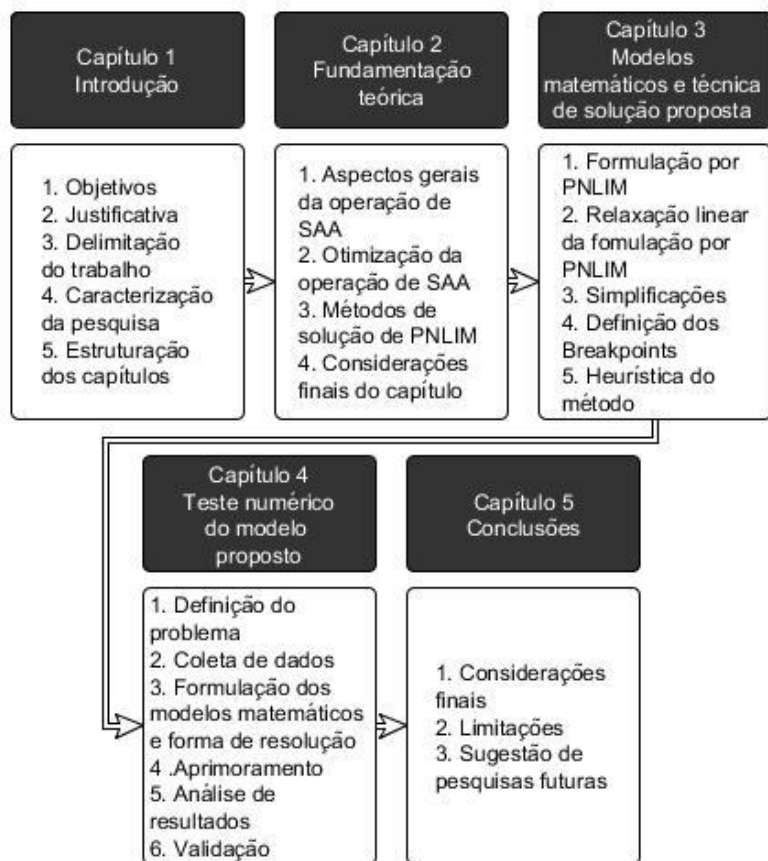 Capítulo 1
Introdução
1. Objetivos
2. Justificativa
3. Delimitação
do trabalho
4. Caracterização
da pesquisa
5. Estruturação
dos capítulos
Capítulo 2
Fundamentação
teórica
1. Aspectos gerais
da operação de
SAA
2. Otimização da
operação de SAA
3. Métodos de
solução de PNLIM
4. Considerações
finais do capítulo
Capítulo 3
Modelos
matemáticos e técnica
de solução proposta
1. Formulação por
PNLIM
2. Relaxação linear
da fomulação por
PNLIM
3. Simplificações
4. Definição dos
Breakpoints
5. Heurística do
método
Capítulo 4
Teste numérico
do modelo
proposto
1. Definição do
problema
2. Coleta de dados
3. Formulação dos
modelos matemáticos
e forma de resolução
4 .Aprimoramento
5. Análise de
resultados
6. Validação
Capítulo 5
Conclusões
1. Considerações
finais
2. Limitações
3. Sugestão de
pesquisas futuras